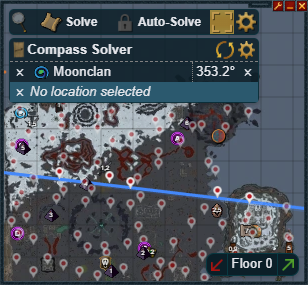 Solve
Auto-Solve
Compass Solver
× Moonclan 353.2° ×
× No location selected
Floor 0